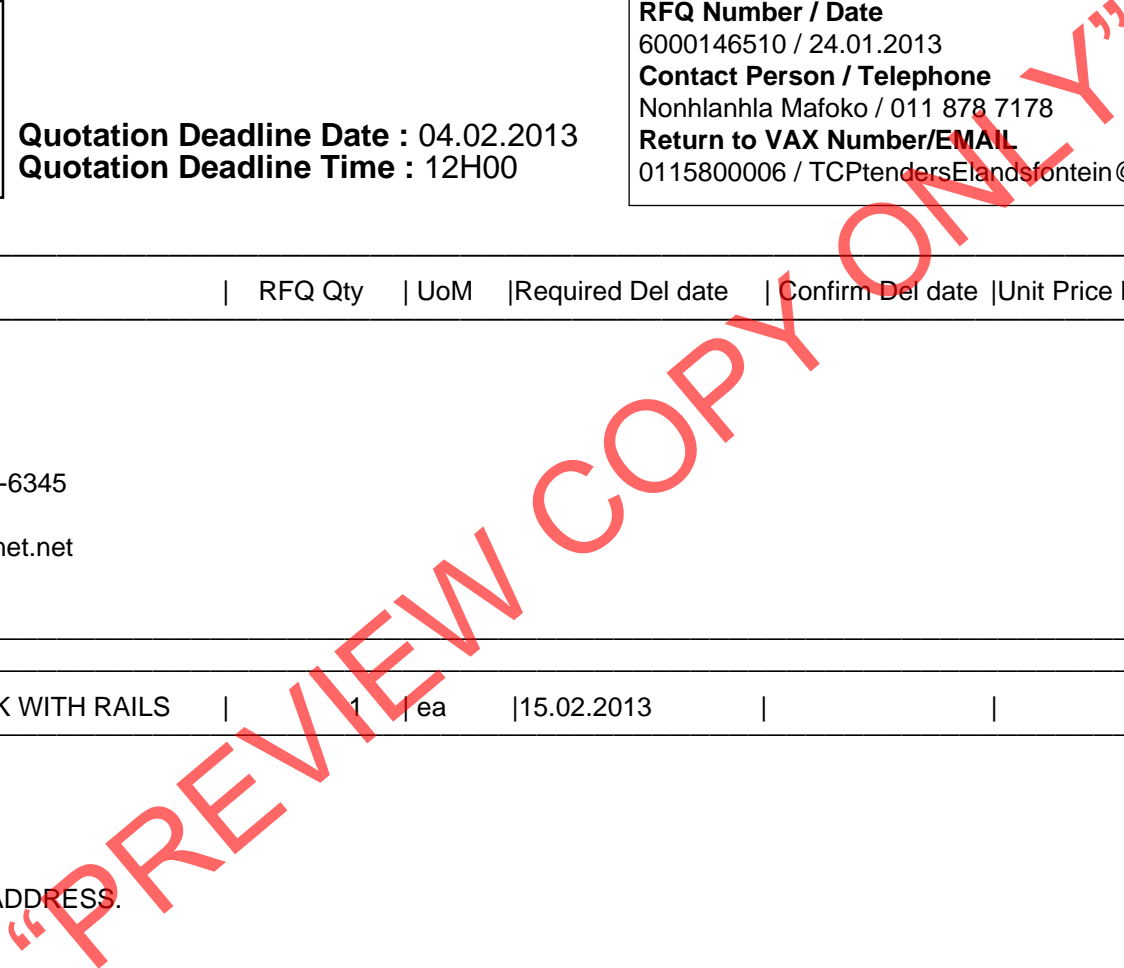 RFQ Number / Date
6000146510 / 24.01.2013
Contact Person / Telephone
Nonhlanhla Mafoko / 011 878 7178
Return to VAX Number/EMAIL
0115800006 / TCPtendersElandsfontein@
Quotation Deadline Date : 04.02.2013
Quotation Deadline Time : 12H00
| RFQ Qty | UoM |Required Del date | Confirm Del date |Unit Price
-6345
net.net
K WITH RAILS | 1 | ea |15.02.2013 | |
ADDRESS.
“PREVIEW COPY ONLY”